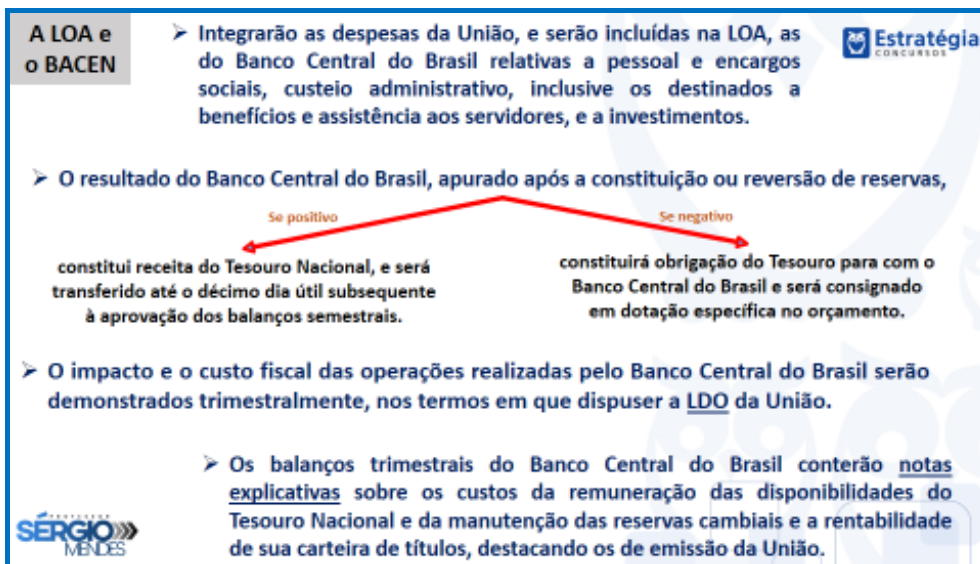 A LOA e
o BACEN
➢ Integrarão as despesas da União, e serão incluídas na LOA, as
do Banco Central do Brasil relativas a pessoal e encargos
sociais, custeio administrativo, inclusive os destinados a
benefícios e assistência aos servidores, e a investimentos.
Estratégia
CONCURSOS
➢ O resultado do Banco Central do Brasil, apurado após a constituição ou reversão de reservas,
Se positivo
Se negativo
constitui receita do Tesouro Nacional, e será
transferido até o décimo dia útil subsequente
à aprovação dos balanços semestrais.
constituirá obrigação do Tesouro para com o
Banco Central do Brasil e será consignado
em dotação específica no orçamento.
➢ O impacto e o custo fiscal das operações realizadas pelo Banco Central do Brasil serão
demonstrados trimestralmente, nos termos em que dispuser a LDO da União.
➢ Os balanços trimestrais do Banco Central do Brasil conterão notas
explicativas sobre os custos da remuneração das disponibilidades do
Tesouro Nacional e da manutenção das reservas cambiais e a rentabilidade
de sua carteira de títulos, destacando os de emissão da União.
PROFESSOR
SÉRGIO
MENDES